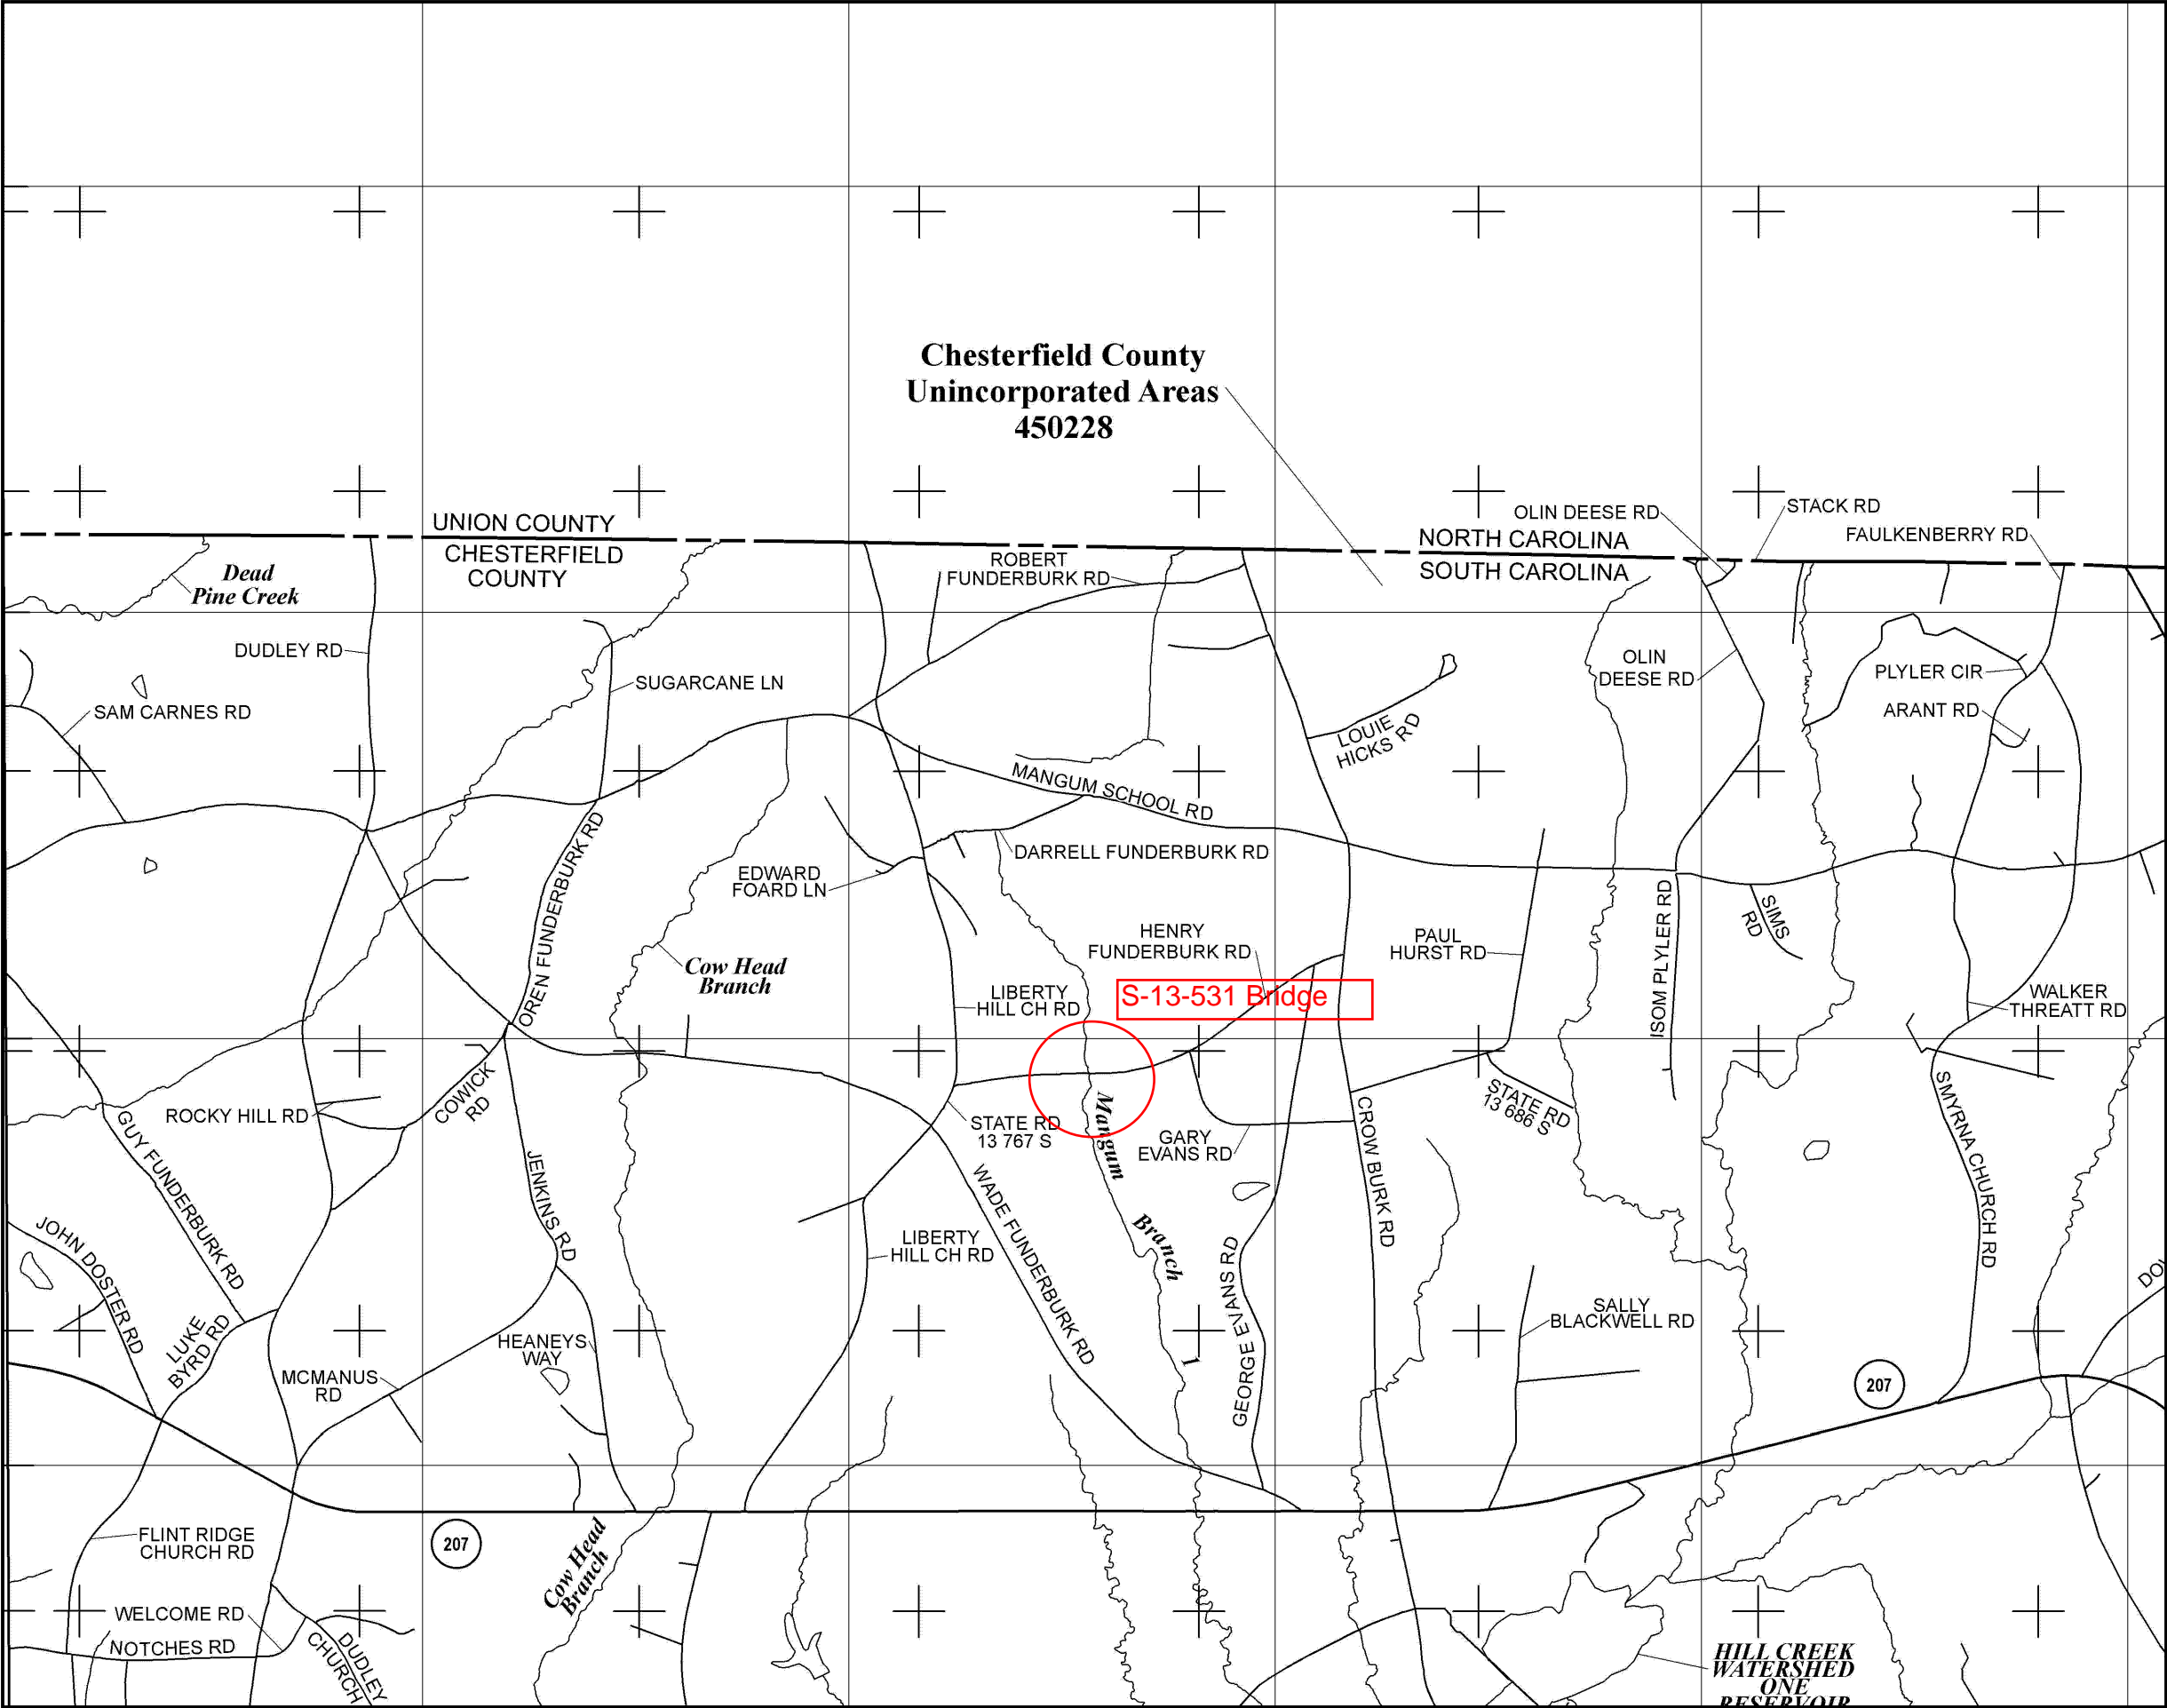 Chesterfield County
Unincorporated Areas
450228
UNION COUNTY
CHESTERFIELD
COUNTY
NORTH CAROLINA
SOUTH CAROLINA
OLIN DEESE RD
STACK RD
FAULKENBERRY RD
Dead
Pine Creek
ROBERT
FUNDERBURK RD
DUDLEY RD
SUGARCANE LN
SAM CARNES RD
OLIN
DEESE RD
PLYLER CIR
ARANT RD
LOUIE
HICKS RD
MANGUM SCHOOL RD
DARRELL FUNDERBURK RD
EDWARD
FOARD LN
OREN FUNDERBURK RD
Cow Head
Branch
HENRY
FUNDERBURK RD
PAUL
HURST RD
ISOM PLYLER RD
SIMS
RD
LIBERTY
HILL CH RD
S-13-531 Bridge
WALKER
THREATT RD
ROCKY HILL RD
COWICK
RD
STATE RD
13 767 S
Mangum
Branch
1
GARY
EVANS RD
STATE RD
13 686 S
CROW BURK RD
SMYRNA CHURCH RD
GUY FUNDERBURK RD
JENKINS RD
WADE FUNDERBURK RD
JOHN DOSTER RD
LIBERTY
HILL CH RD
GEORGE EVANS RD
LUKE
BYRD RD
HEANEYS
WAY
MCMANUS
RD
SALLY
BLACKWELL RD
207
207
FLINT RIDGE
CHURCH RD
Cow Head
Branch
WELCOME RD
NOTCHES RD
DUDLEY
CHURCH
HILL CREEK
WATERSHED
ONE
RESERVOIR